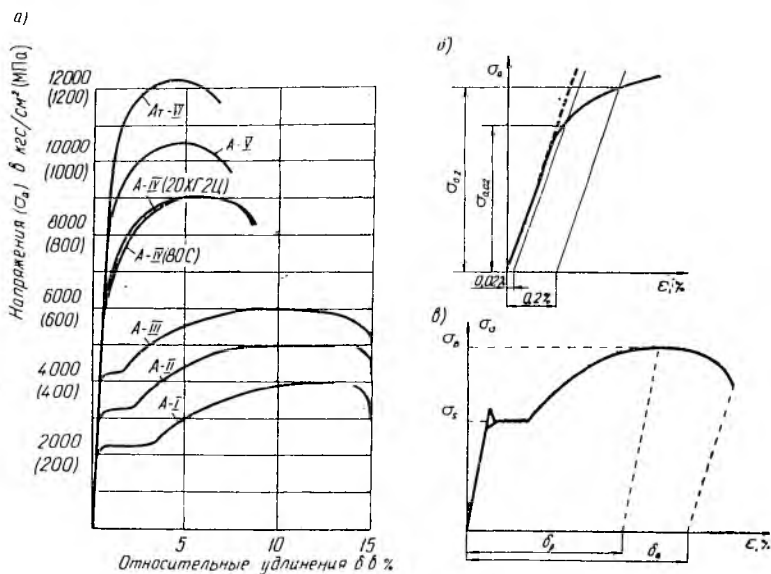 а)
Напряжения (σа) в кгс/см² (МПа)
12000
(1200)
10000
(1000)
8000
(800)
6000
(600)
4000
(400)
2000
(200)
Ат-VI
А-V
А-IV(20ХГ2Ц)
А-IV(80С)
А-III
А-II
А-I
5
10
15
Относительные удлинения в в %
σа
σ0,2
σ0,02
0,02%
0,2%
ε, %
в)
σв
σs
δр
ε, %